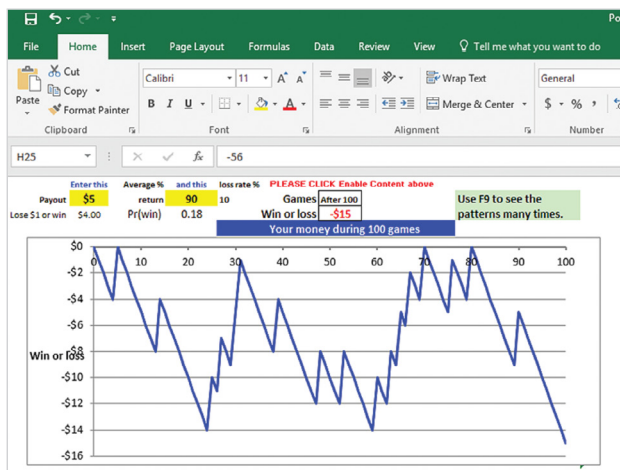 Po
File Home Insert Page Layout Formulas Data Review View Tell me what you want to do
Cut
Copy
Format Painter
Paste
Calibri 11 A A
Wrap Text
General
B I U A
Merge & Center
$ % ,
Clipboard Font Alignment Number
H25 fx -56
Enter this Average % and this loss rate % PLEASE CLICK Enable Content above
Payout $5 return 90 10 Games After 100
Lose $1 or win $4.00 Pr(win) 0.18 Win or loss -$15
Use F9 to see the
patterns many times.
Your money during 100 games
$0
0 10 20 30 40 50 60 70 80 90 100
-$2
-$4
-$6
-$8
Win or loss
-$10
-$12
-$14
-$16